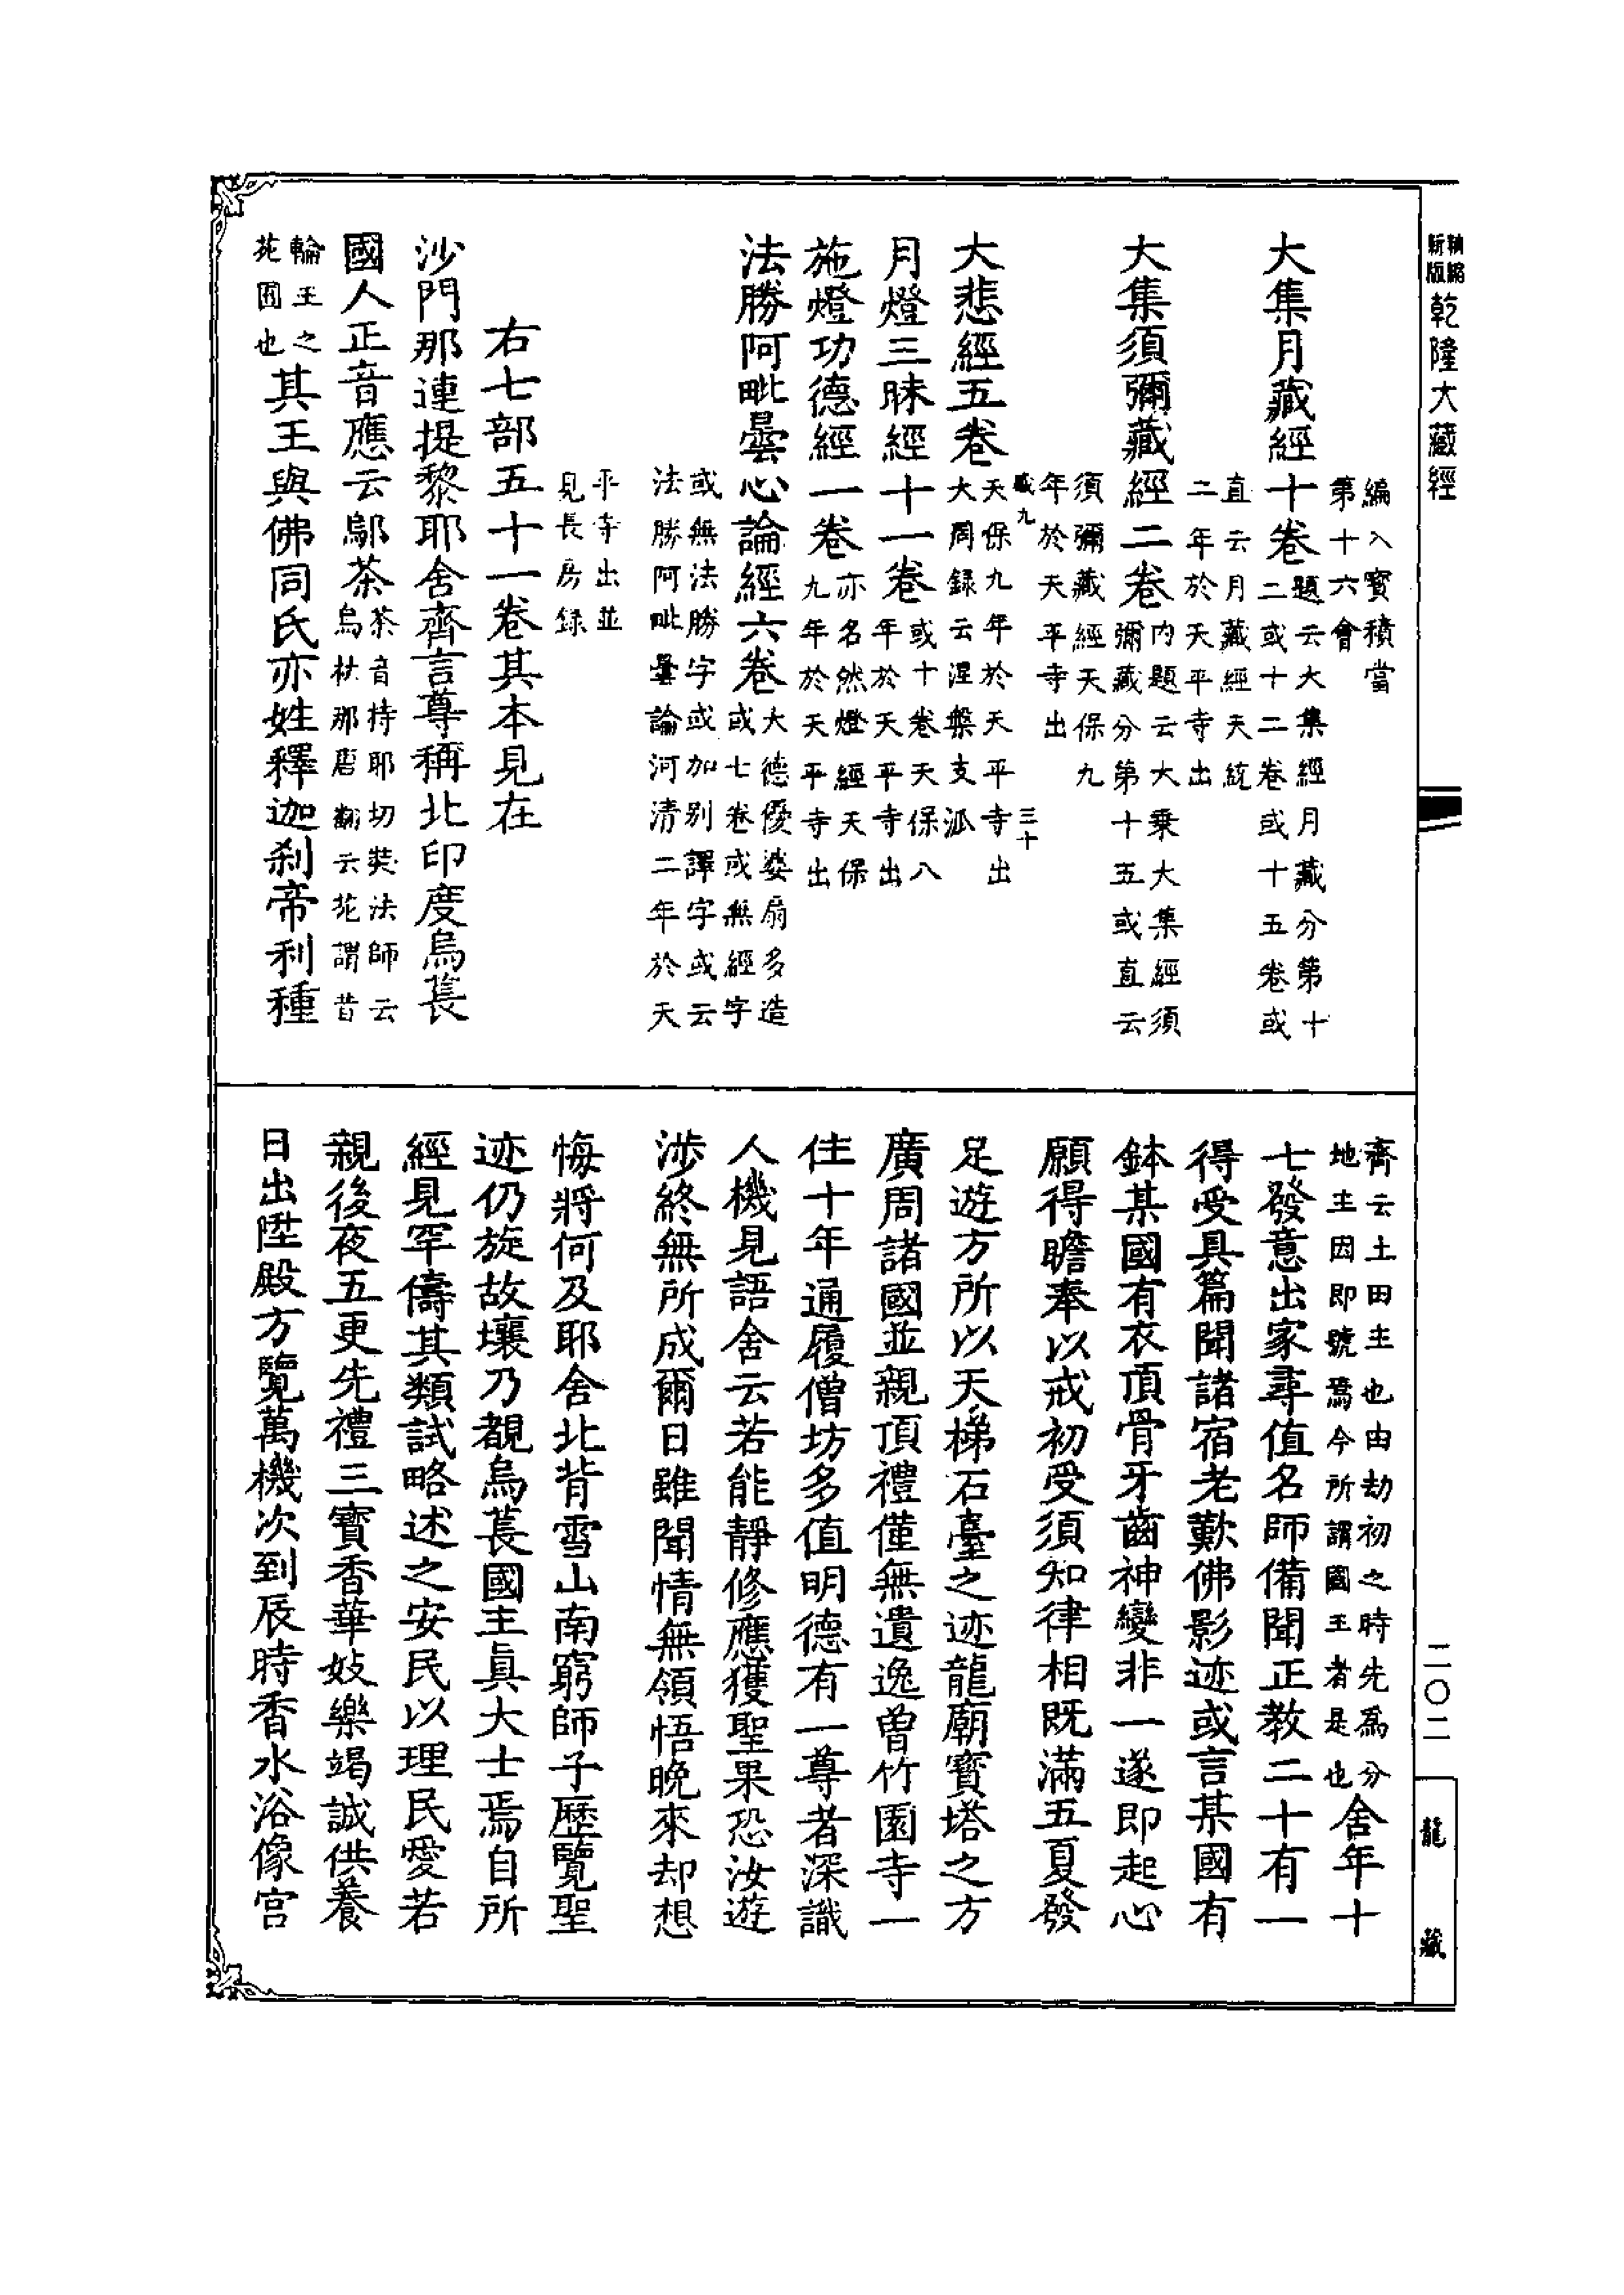 精縮新版乾隆大藏經
編入寶積當
第十六會
大集月藏經十卷題云大集經月藏分第十
二或十二卷或十五卷或
直云月藏經天統
二年於天平寺出
大集須彌藏經二卷內題云大乘大集經須
彌藏分第十五或直云
須彌藏經天保九
年於天平寺出
大悲經五卷天保九年於天平寺出
大周録云涅槃支派
月燈三昧經十一卷或十卷天保八
年於天平寺出
施燈功德經一卷亦名然燈經天保
九年於天平寺出
法勝阿毗曇心論經六卷大德優婆扇多造
或七卷或無經字
或無法勝字或加別譯字或云
法勝阿毗曇論河清二年於天
平寺出並
見長房録
右七部五十一卷其本見在
沙門那連提黎耶舍齊言尊稱北印度烏萇
國人正音應云鄔荼荼音持耶切奘法師云
烏杖那唐翻云苑謂昔
輪王之
苑囿也其王與佛同氏亦姓釋迦刹帝利種
齊云土田主也由劫初之時先爲分
地主因即號焉今所謂國王者是也舍年十
七發意出家尋值名師備聞正教二十有一
得受具篇聞諸宿老歎佛影迹或言某國有
鉢某國有衣頂骨牙齒神變非一遂即起心
願得瞻奉以戒初受須知律相既滿五夏發
足遊方所以天梯石臺之迹龍廟寶塔之方
廣周諸國並親頂禮僅無遺逸曾竹園寺一
住十年通履僧坊多值明德有一尊者深識
人機見語舍云若能靜修應獲聖果恐汝遊
涉終無所成爾日雖聞情無領悟晚來却想
悔將何及耶舍北背雪山南窮師子歷覽聖
迹仍旋故壤乃覩烏萇國主真大士焉自所
經見罕儔其類試略述之安民以理民愛若
親後夜五更先禮三寶香華妓樂竭誠供養
日出陞殿方覽萬機次到辰時香水浴像宮
二〇二
龍藏